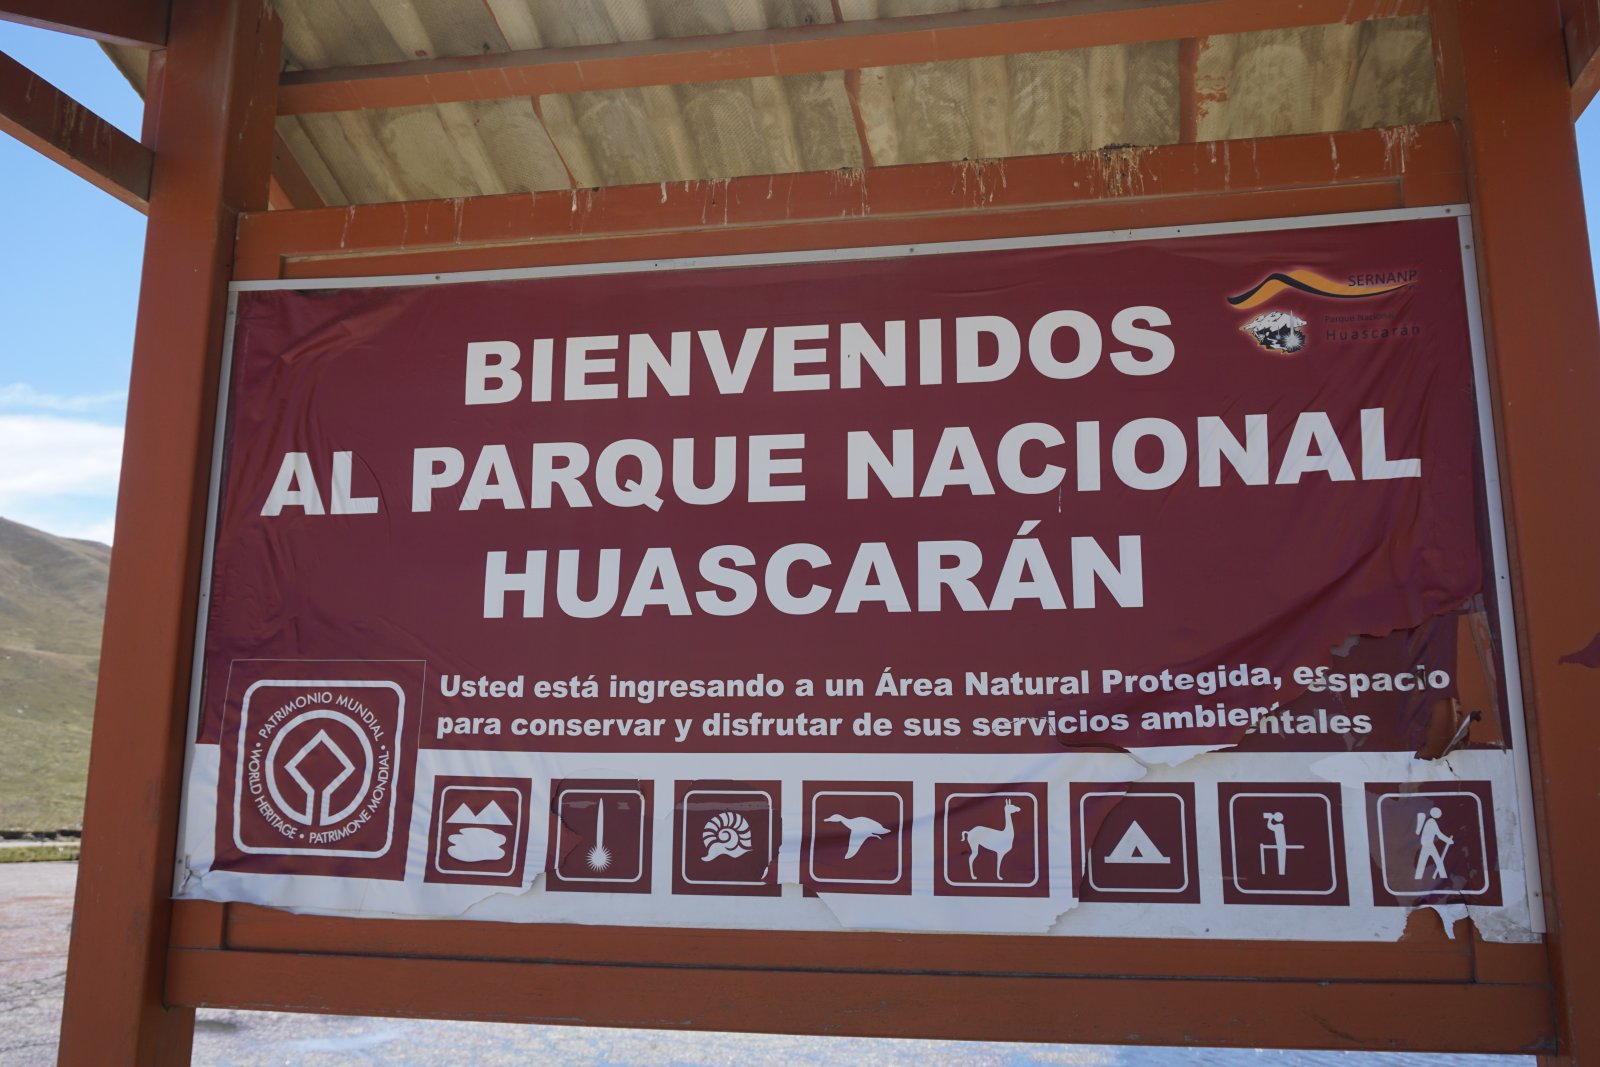 SERNANP
Parque Nacional
Huascarán
BIENVENIDOS
AL PARQUE NACIONAL
HUASCARÁN
Usted está ingresando a un Área Natural Protegida, espacio
para conservar y disfrutar de sus servicios ambientales
PATRIMONIO MUNDIAL • WORLD HERITAGE • PATRIMOINE MONDIAL •